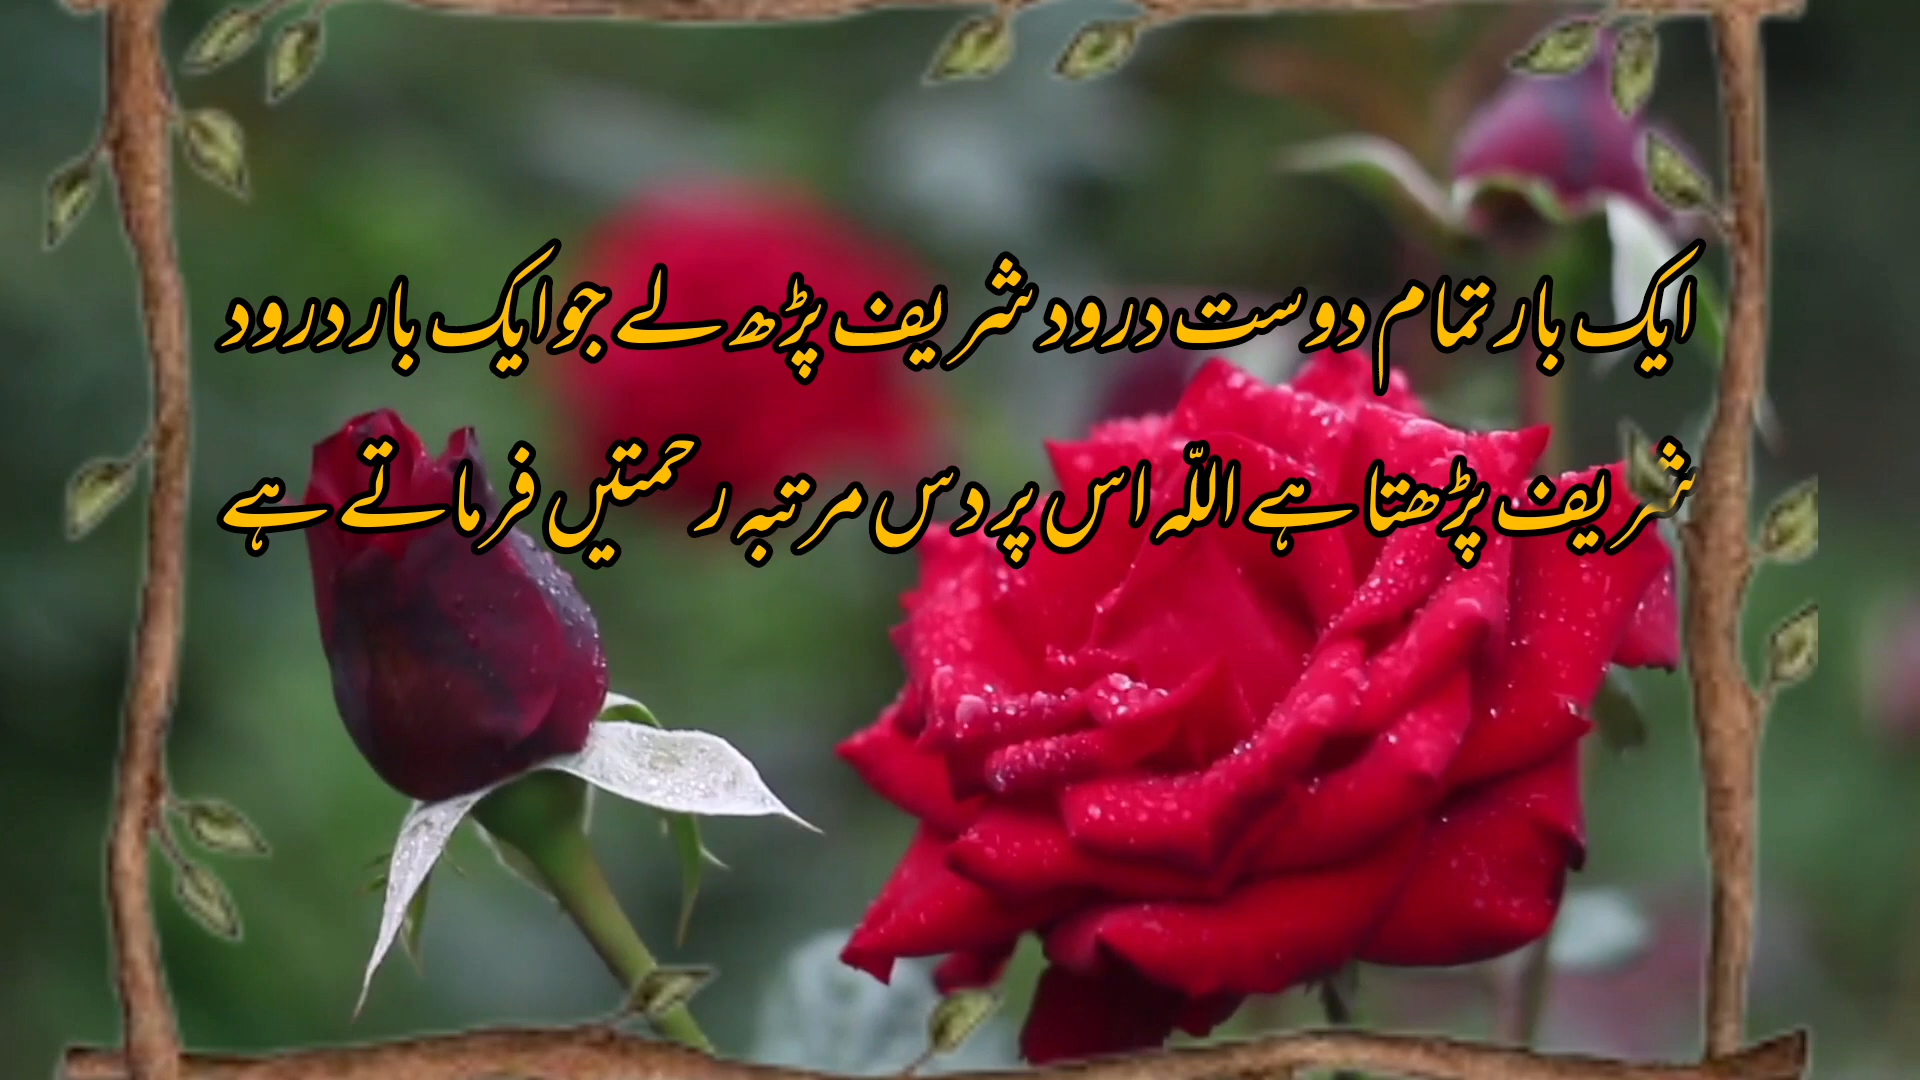 ایک بار تمام دوست درود شریف پڑھ لے جو ایک بار درود
شریف پڑھتا ہے اللہ اس پر دس مرتبہ رحمتیں فرماتے ہے